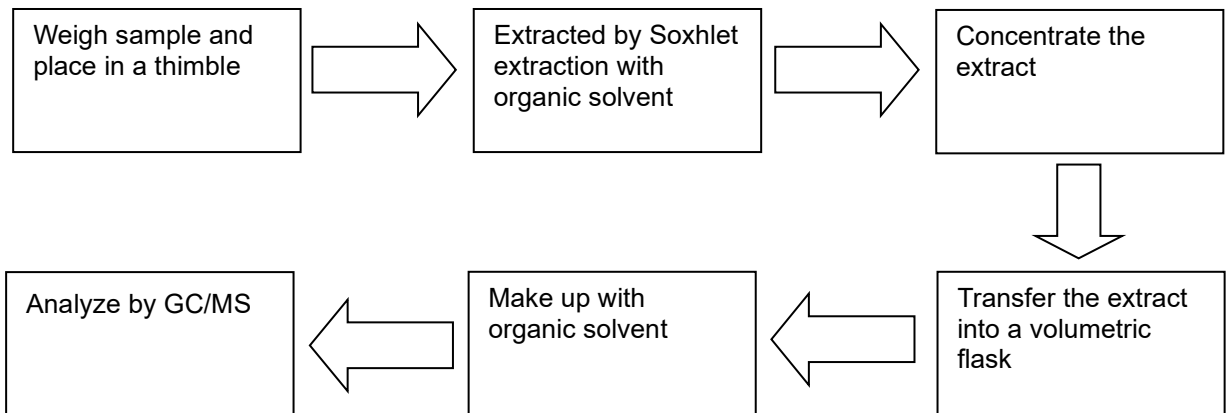 Weigh sample and
place in a thimble
Extracted by Soxhlet
extraction with
organic solvent
Concentrate the
extract
Transfer the extract
into a volumetric
flask
Make up with
organic solvent
Analyze by GC/MS